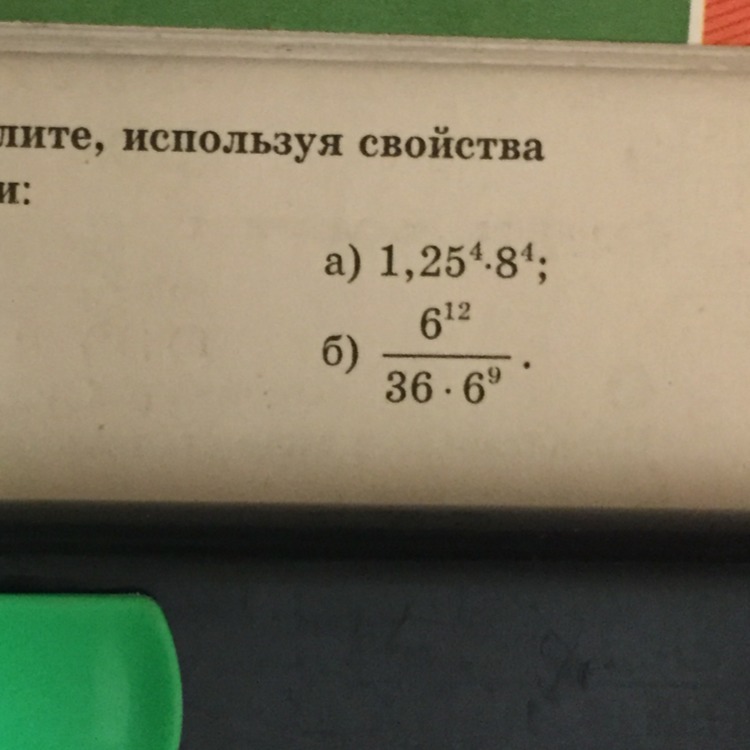 лите, используя свойства
и:
а) 1,25⁴·8⁴;
б) 6¹² / 36 · 6⁹ .